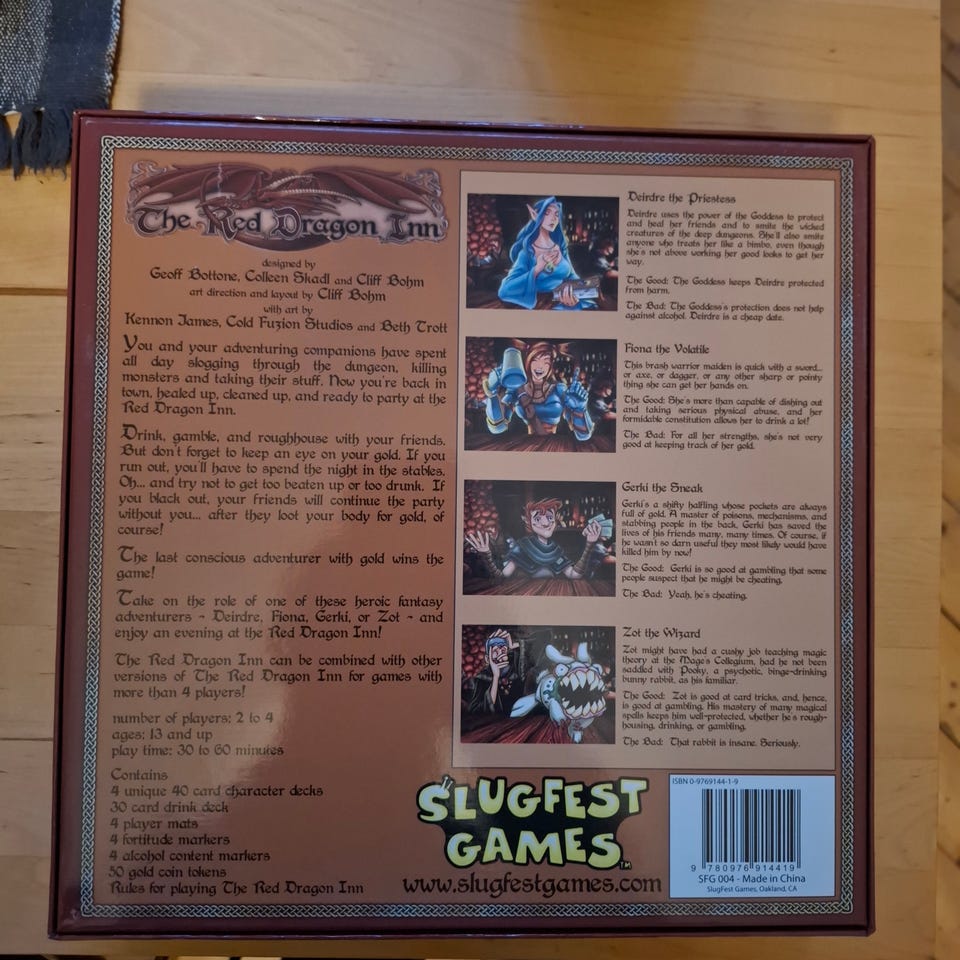 The Red Dragon Inn
designed by
Geoff Bottone, Colleen Skadl and Cliff Bohm
art direction and layout by Cliff Bohm
with art by
Kennon James, Cold Fuzion Studios and Beth Trott
You and your adventuring companions have spent
all day slogging through the dungeon, killing
monsters and taking their stuff. Now you're back in
town, healed up, cleaned up, and ready to party at the
Red Dragon Inn.
Drink, gamble, and roughhouse with your friends.
But don't forget to keep an eye on your gold. If you
run out, you'll have to spend the night in the stables.
Oh... and try not to get too beaten up or too drunk. If
you black out, your friends will continue the party
without you... after they loot your body for gold, of
course!
The last conscious adventurer with gold wins the
game!
Take on the role of one of these heroic fantasy
adventurers - Deirdre, Fiona, Gerki, or Zot - and
enjoy an evening at the Red Dragon Inn!
The Red Dragon Inn can be combined with other
versions of The Red Dragon Inn for games with
more than 4 players!
number of players: 2 to 4
ages: 13 and up
play time: 30 to 60 minutes
Contains
4 unique 40 card character decks
30 card drink deck
4 player mats
4 fortitude markers
4 alcohol content markers
50 gold coin tokens
Rules for playing The Red Dragon Inn
Deirdre the Priestess
Deirdre uses the power of the Goddess to protect
and heal her friends and to smite the wicked
creatures of the deep dungeons. She'll also smite
anyone who treats her like a bimbo, even though
she's not above working her good looks to get her
way.
The Good: The Goddess keeps Deirdre protected
from harm.
The Bad: The Goddess's protection does not help
against alcohol. Deirdre is a cheap date.
Fiona the Volatile
This brash warrior maiden is quick with a sword...
or axe, or dagger, or any other sharp or pointy
thing she can get her hands on.
The Good: She's more than capable of dishing out
and taking serious physical abuse, and her
formidable constitution allows her to drink a lot!
The Bad: For all her strengths, she's not very
good at keeping track of her gold.
Gerki the Sneak
Gerki's a shifty halfling whose pockets are always
full of gold. A master of poisons, mechanisms, and
stabbing people in the back, Gerki has saved the
lives of his friends many, many times. Of course, if
he wasn't so darn useful they most likely would have
killed him by now!
The Good: Gerki is so good at gambling that some
people suspect that he might be cheating.
The Bad: Yeah, he's cheating.
Zot the Wizard
Zot might have had a cushy job teaching magic
theory at the Mage's Collegium, had he not been
saddled with Pooky, a psychotic, binge-drinking
bunny rabbit, as his familiar.
The Good: Zot is good at card tricks, and, hence,
is good at gambling. His mastery of many magical
spells keeps him well-protected, whether he's rough-
housing, drinking, or gambling.
The Bad: That rabbit is insane. Seriously.
SLUGFEST
GAMES TM
www.slugfestgames.com
ISBN 0-9769144-1-9
9 780976 914419
SFG 004 - Made in China
SlugFest Games, Oakland, CA